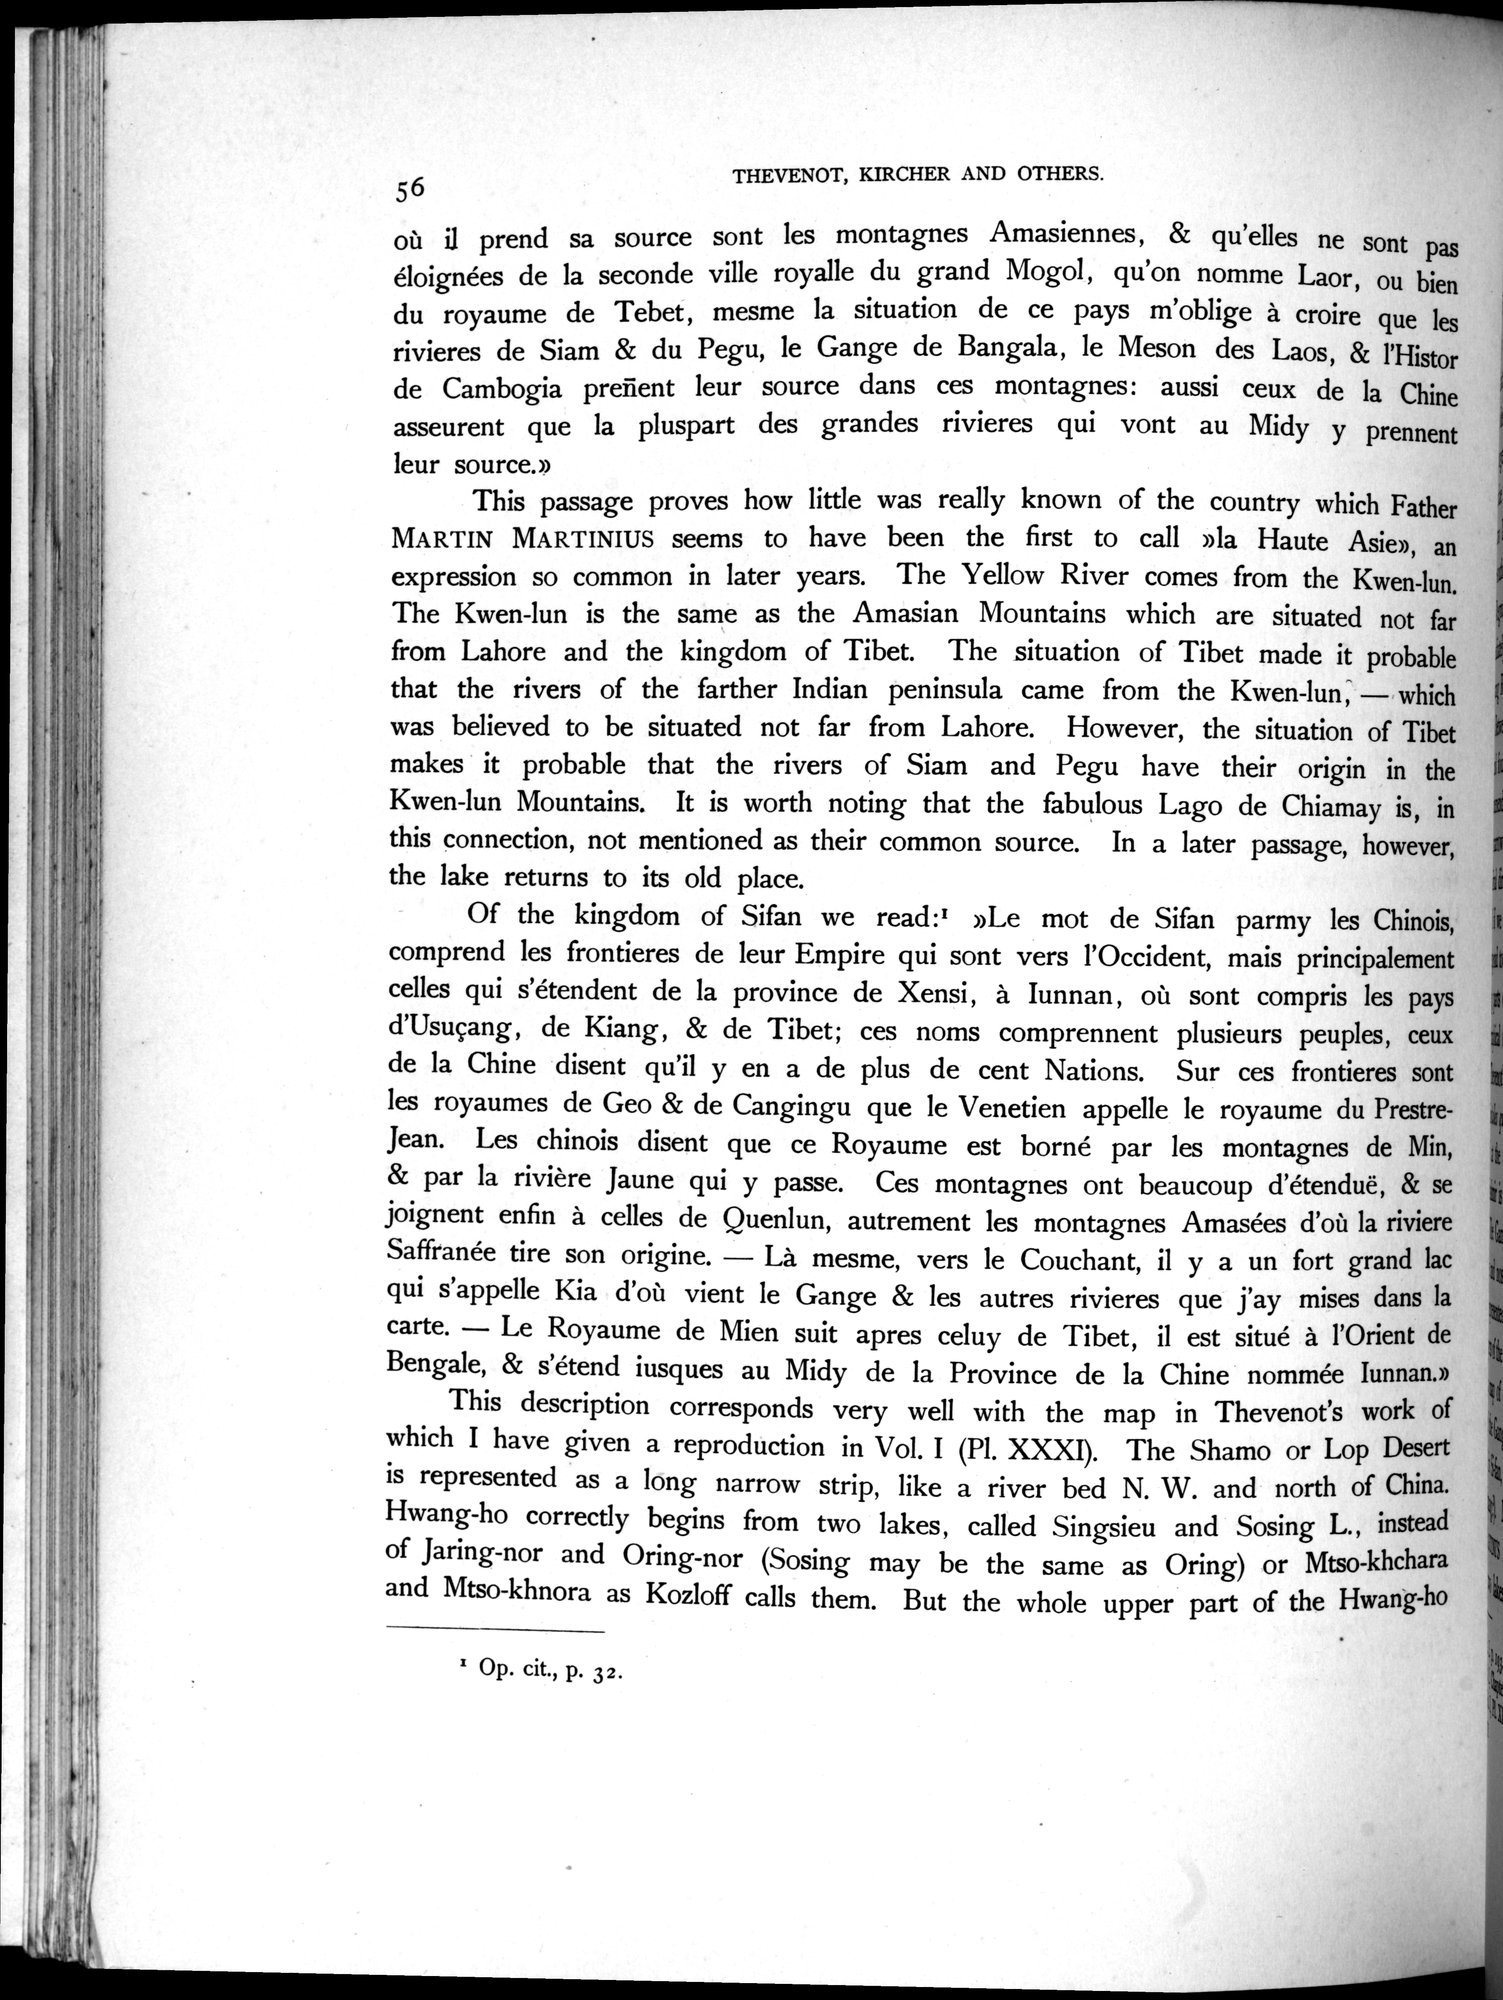 56
THEVENOT, KIRCHER AND OTHERS.
où il prend sa source sont les montagnes Amasiennes, & qu'elles ne sont pas
éloignées de la seconde ville royalle du grand Mogol, qu'on nomme Laor, ou bien
du royaume de Tebet, mesme la situation de ce pays m'oblige à croire que les
rivieres de Siam & du Pegu, le Gange de Bangala, le Meson des Laos, & l'Histor
de Cambogia preñent leur source dans ces montagnes: aussi ceux de la Chine
asseurent que la pluspart des grandes rivieres qui vont au Midy y prennent
leur source.»
This passage proves how little was really known of the country which Father
MARTIN MARTINIUS seems to have been the first to call »la Haute Asie», an
expression so common in later years. The Yellow River comes from the Kwen-lun.
The Kwen-lun is the same as the Amasian Mountains which are situated not far
from Lahore and the kingdom of Tibet. The situation of Tibet made it probable
that the rivers of the farther Indian peninsula came from the Kwen-lun, — which
was believed to be situated not far from Lahore. However, the situation of Tibet
makes it probable that the rivers of Siam and Pegu have their origin in the
Kwen-lun Mountains. It is worth noting that the fabulous Lago de Chiamay is, in
this connection, not mentioned as their common source. In a later passage, however,
the lake returns to its old place.
Of the kingdom of Sifan we read:¹ »Le mot de Sifan parmy les Chinois,
comprend les frontieres de leur Empire qui sont vers l'Occident, mais principalement
celles qui s'étendent de la province de Xensi, à Iunnan, où sont compris les pays
d'Usuçang, de Kiang, & de Tibet; ces noms comprennent plusieurs peuples, ceux
de la Chine disent qu'il y en a de plus de cent Nations. Sur ces frontieres sont
les royaumes de Geo & de Cangingu que le Venetien appelle le royaume du Prestre-
Jean. Les chinois disent que ce Royaume est borné par les montagnes de Min,
& par la rivière Jaune qui y passe. Ces montagnes ont beaucoup d'étenduë, & se
joignent enfin à celles de Quenlun, autrement les montagnes Amasées d'où la riviere
Saffranée tire son origine. — Là mesme, vers le Couchant, il y a un fort grand lac
qui s'appelle Kia d'où vient le Gange & les autres rivieres que j'ay mises dans la
carte. — Le Royaume de Mien suit apres celuy de Tibet, il est situé à l'Orient de
Bengale, & s'étend iusques au Midy de la Province de la Chine nommée Iunnan.»
This description corresponds very well with the map in Thevenot's work of
which I have given a reproduction in Vol. I (Pl. XXXI). The Shamo or Lop Desert
is represented as a long narrow strip, like a river bed N. W. and north of China.
Hwang-ho correctly begins from two lakes, called Singsieu and Sosing L., instead
of Jaring-nor and Oring-nor (Sosing may be the same as Oring) or Mtso-khchara
and Mtso-khnora as Kozloff calls them. But the whole upper part of the Hwang-ho
¹ Op. cit., p. 32.